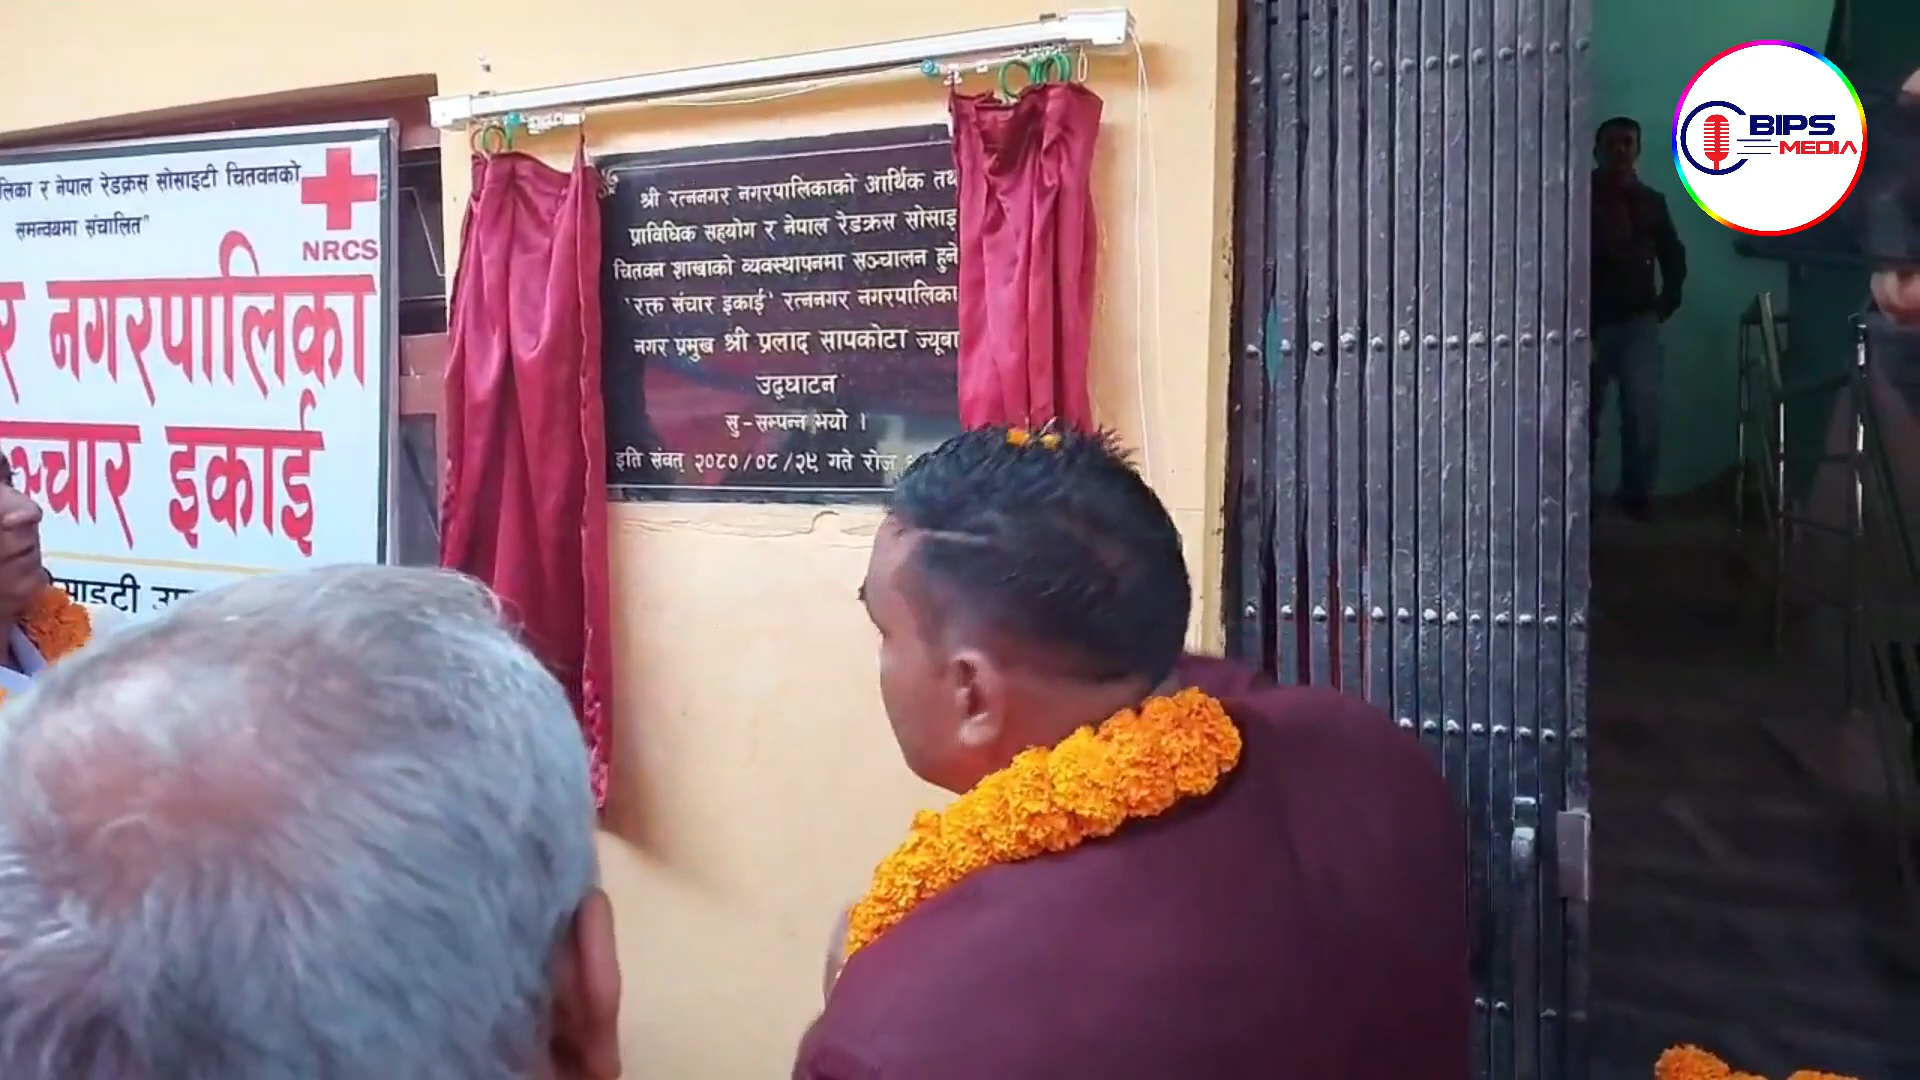 लिका र नेपाल रेडक्रस सोसाइटी चितवनको
समन्वयमा संचालित"
NRCS
र नगरपालिका
ञ्चार इकाई
श्री रत्ननगर नगरपालिकाको आर्थिक तथ
प्राविधिक सहयोग र नेपाल रेडक्रस सोसाइ
चितवन शाखाको व्यवस्थापनमा सञ्चालन हुने
'रक्त संचार इकाई' रत्ननगर नगरपालिका
नगर प्रमुख श्री प्रलाद सापकोटा ज्यूबा
उद्घाटन
सु-सम्पन्न भयो ।
इति संवत् २०८०/०८/२९ गते रोज
BIPS
MEDIA